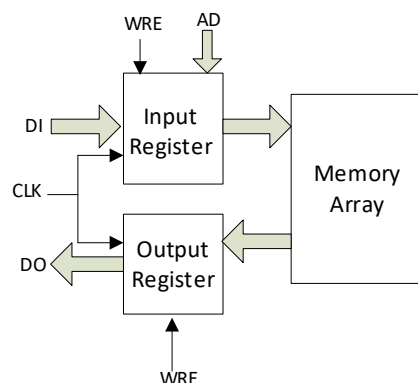 WRE
AD
DI
Input
Register
Memory
Array
CLK
Output
Register
DO
WRE